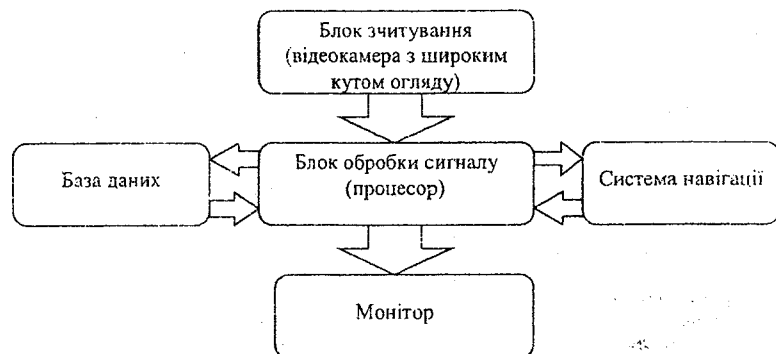 Блок зчитування
(відеокамера з широким
кутом огляду)
База даних
Блок обробки сигналу
(процесор)
Система навігації
Монітор